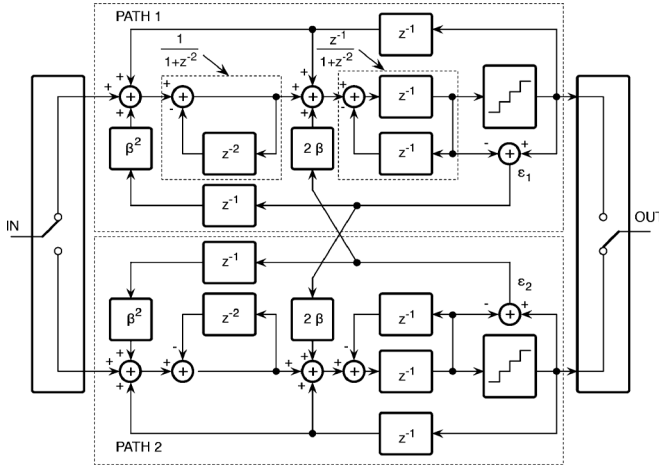 PATH 1
z⁻¹
1
1+z⁻²
z⁻¹
1+z⁻²
+
+
+
+
-
+
+
+
+
-
z⁻¹
z⁻²
z⁻¹
β²
2 β
-
+
ε₁
z⁻¹
IN
OUT
z⁻¹
ε₂
β²
z⁻²
2 β
z⁻¹
-
+
+
+
+
+
-
+
+
+
+
-
+
z⁻¹
z⁻¹
PATH 2